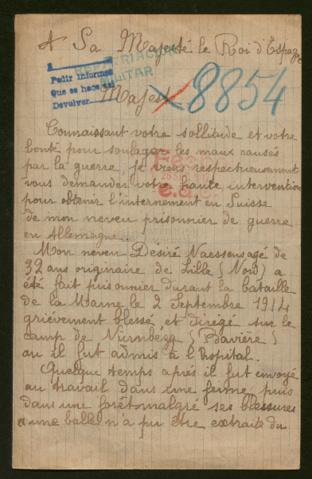 A Sa Majesté le Roi d'Espagne
Pedir informes
Que se hace así
Devolver
Majesté
8854
Connaissant votre sollitude et votre
bonté pour soulager les maux causés
par la guerre je viens respectueusement
vous demander votre haute intervention
pour obtenir l'internement en Suisse
de mon neveu prisonnier de guerre
en Allemagne.
Mon neveu Désiré Naessens agé de
32 ans originaire de Lille (Nord) a
été fait prisonnier durant la bataille
de la Marne le 2 Septembre 1914
grièvement blessé, et dirigé sur le
camp de Nürnberg (Bavière)
au il fut admis à l'hopital.
Quelque temps après il fut envoyé
au travail dans une ferme, puis
dans une forêt malgré ses blessures
une balle n'a pu être extraite du